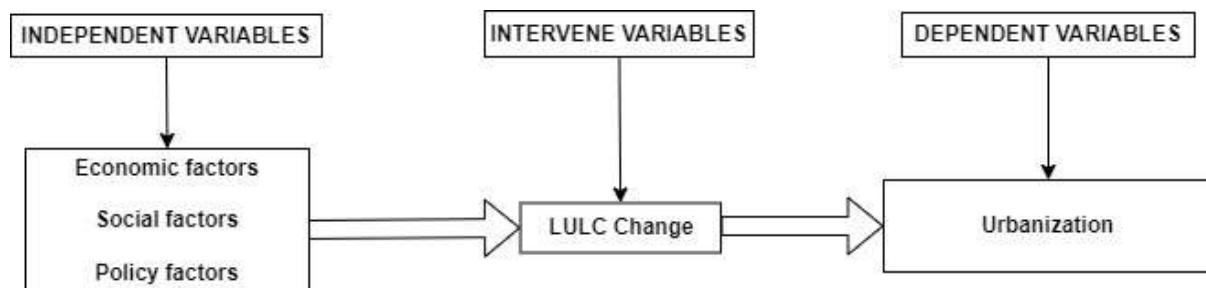 INDEPENDENT VARIABLES
INTERVENE VARIABLES
DEPENDENT VARIABLES
Economic factors
Social factors
Policy factors
LULC Change
Urbanization